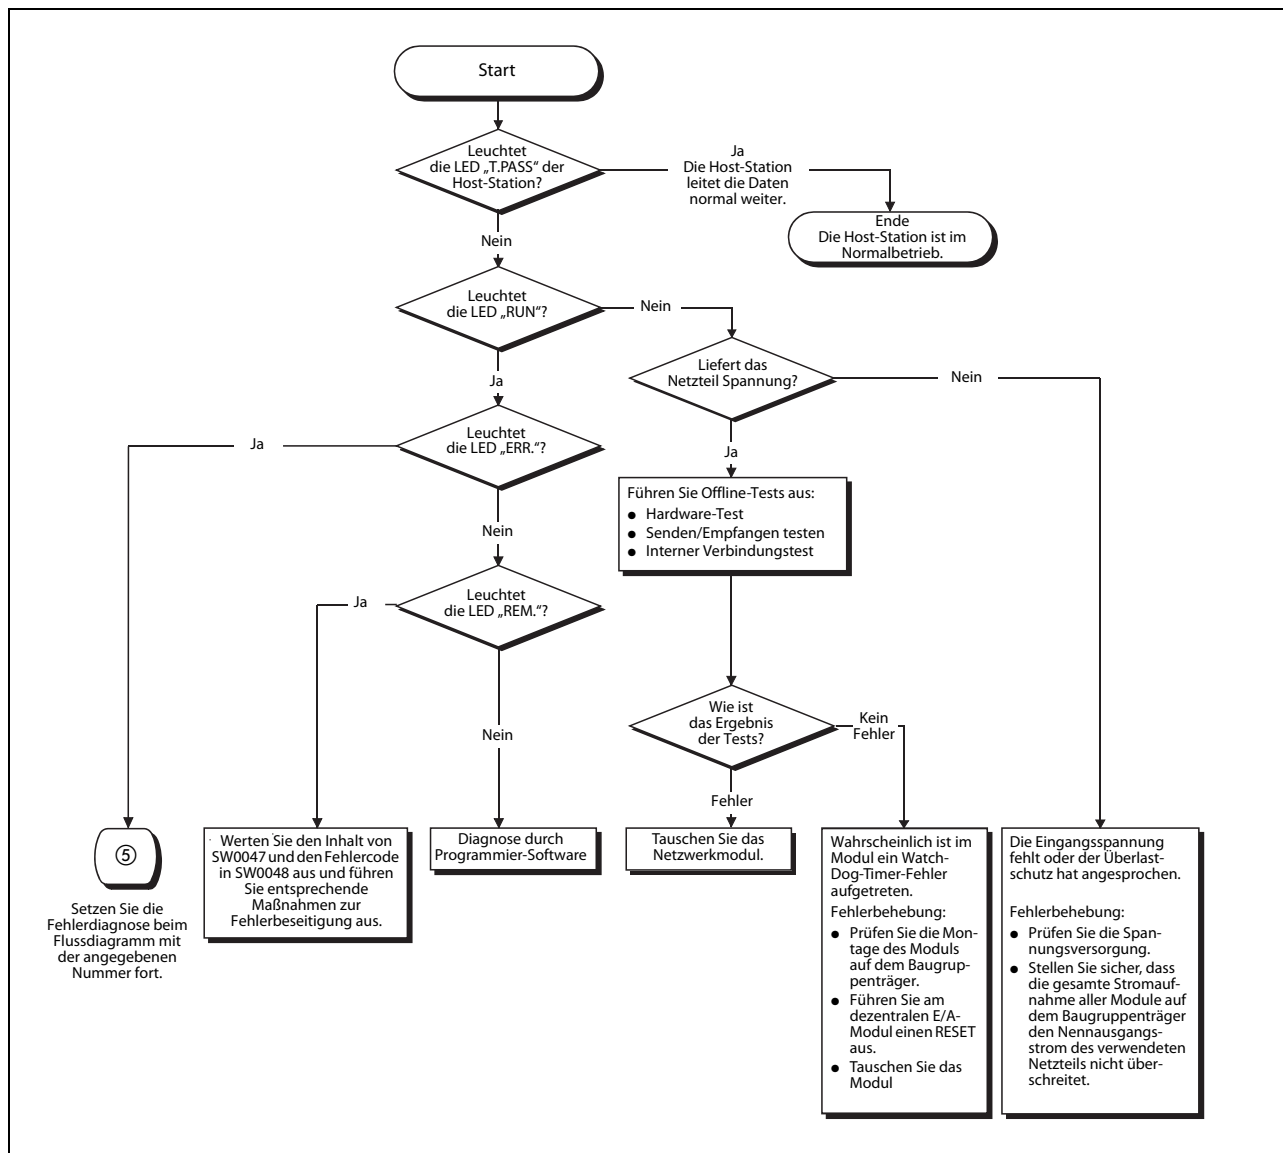 Start
Leuchtet
die LED „T.PASS“ der
Host-Station?
Ja
Die Host-Station
leitet die Daten
normal weiter.
Ende
Die Host-Station ist im
Normalbetrieb.
Nein
Leuchtet
die LED „RUN“?
Nein
Liefert das
Netzteil Spannung?
Nein
Ja
Leuchtet
die LED „ERR.“?
Ja
Ja
Führen Sie Offline-Tests aus:
● Hardware-Test
● Senden/Empfangen testen
● Interner Verbindungstest
Nein
Leuchtet
die LED „REM.“?
Ja
Nein
Wie ist
das Ergebnis
der Tests?
Kein
Fehler
Fehler
⑤
Setzen Sie die
Fehlerdiagnose beim
Flussdiagramm mit
der angegebenen
Nummer fort.
Werten Sie den Inhalt von
SW0047 und den Fehlercode
in SW0048 aus und führen
Sie entsprechende
Maßnahmen zur
Fehlerbeseitigung aus.
Diagnose durch
Programmier-Software
Tauschen Sie das
Netzwerkmodul.
Wahrscheinlich ist im
Modul ein Watch-
Dog-Timer-Fehler
aufgetreten.
Fehlerbehebung:
● Prüfen Sie die Mon-
tage des Moduls
auf dem Baugrup-
penträger.
● Führen Sie am
dezentralen E/A-
Modul einen RESET
aus.
● Tauschen Sie das
Modul
Die Eingangsspannung
fehlt oder der Überlast-
schutz hat angesprochen.
Fehlerbehebung:
● Prüfen Sie die Span-
nungsversorgung.
● Stellen Sie sicher, dass
die gesamte Stromauf-
nahme aller Module auf
dem Baugruppenträger
den Nennausgangs-
strom des verwendeten
Netzteils nicht über-
schreitet.